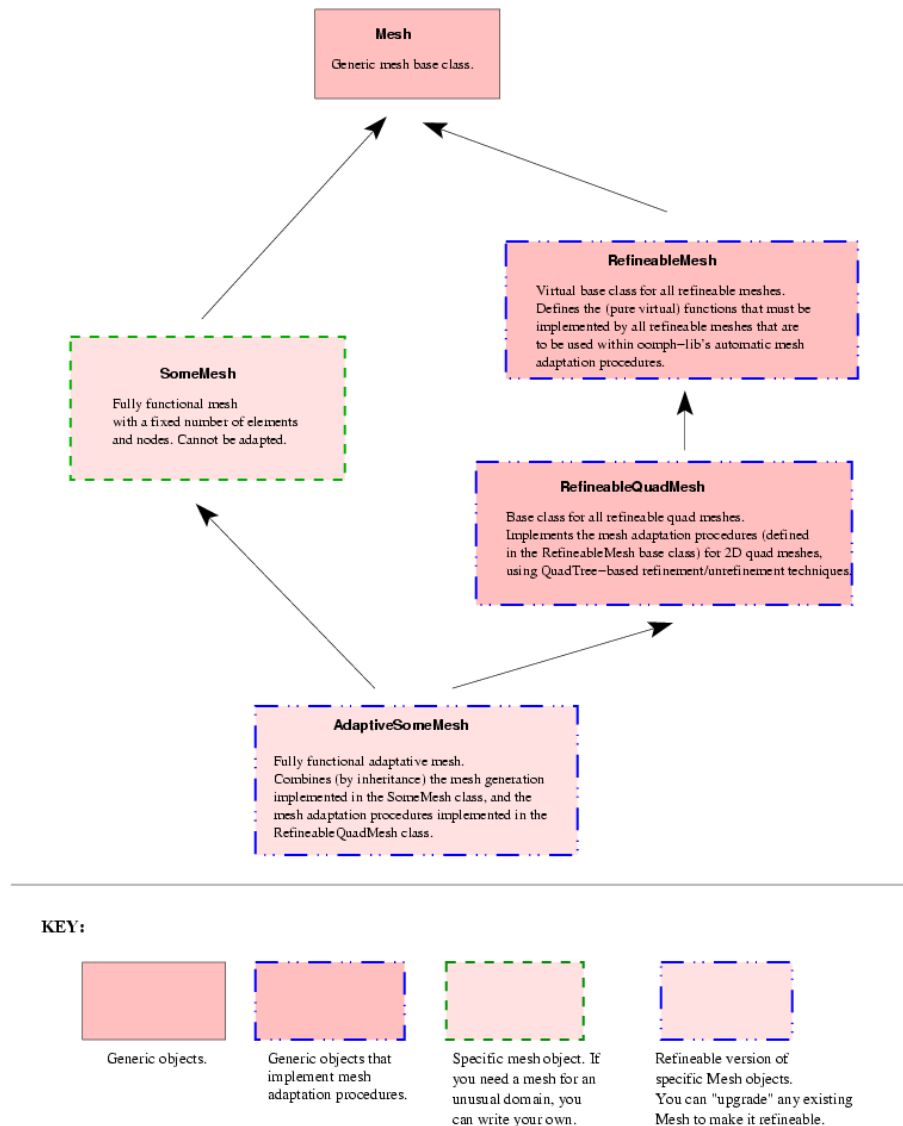 Mesh
Generic mesh base class.
RefineableMesh
Virtual base class for all refineable meshes.
Defines the (pure virtual) functions that must be
implemented by all refineable meshes that are
to be used within oomph−lib's automatic mesh
adaptation procedures.
SomeMesh
Fully functional mesh
with a fixed number of elements
and nodes. Cannot be adapted.
RefineableQuadMesh
Base class for all refineable quad meshes.
Implements the mesh adaptation procedures (defined
in the RefineableMesh base class) for 2D quad meshes,
using QuadTree−based refinement/unrefinement techniques.
AdaptiveSomeMesh
Fully functional adaptative mesh.
Combines (by inheritance) the mesh generation
implemented in the SomeMesh class, and the
mesh adaptation procedures implemented in the
RefineableQuadMesh class.
KEY:
Generic objects.
Generic objects that
implement mesh
adaptation procedures.
Specific mesh object. If
you need a mesh for an
unusual domain, you
can write your own.
Refineable version of
specific Mesh objects.
You can "upgrade" any existing
Mesh to make it refineable.